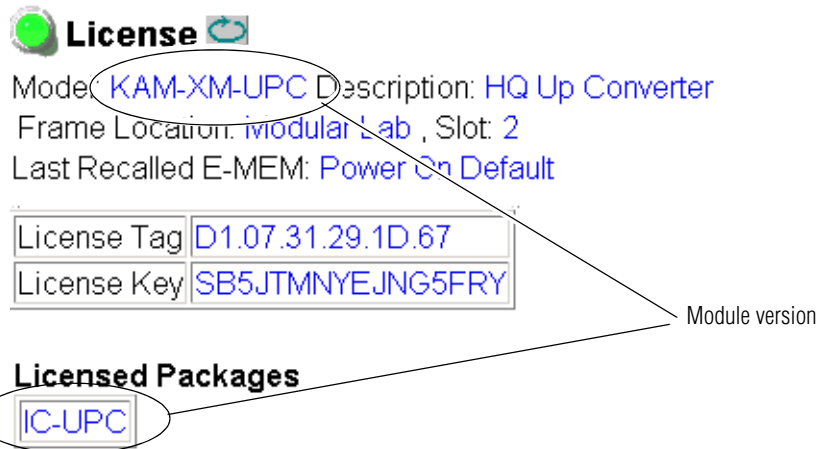 License
Model: KAM-XM-UPC Description: HQ Up Converter
Frame Location: Modular Lab , Slot: 2
Last Recalled E-MEM: Power On Default
License Tag D1.07.31.29.1D.67
License Key SB5JTMNYEJNG5FRY
Module version
Licensed Packages
IC-UPC